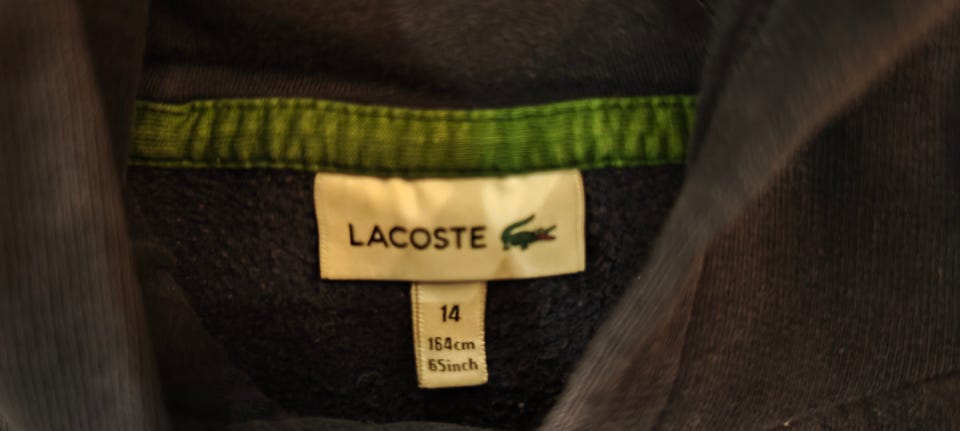 LACOSTE
14
164cm
65inch